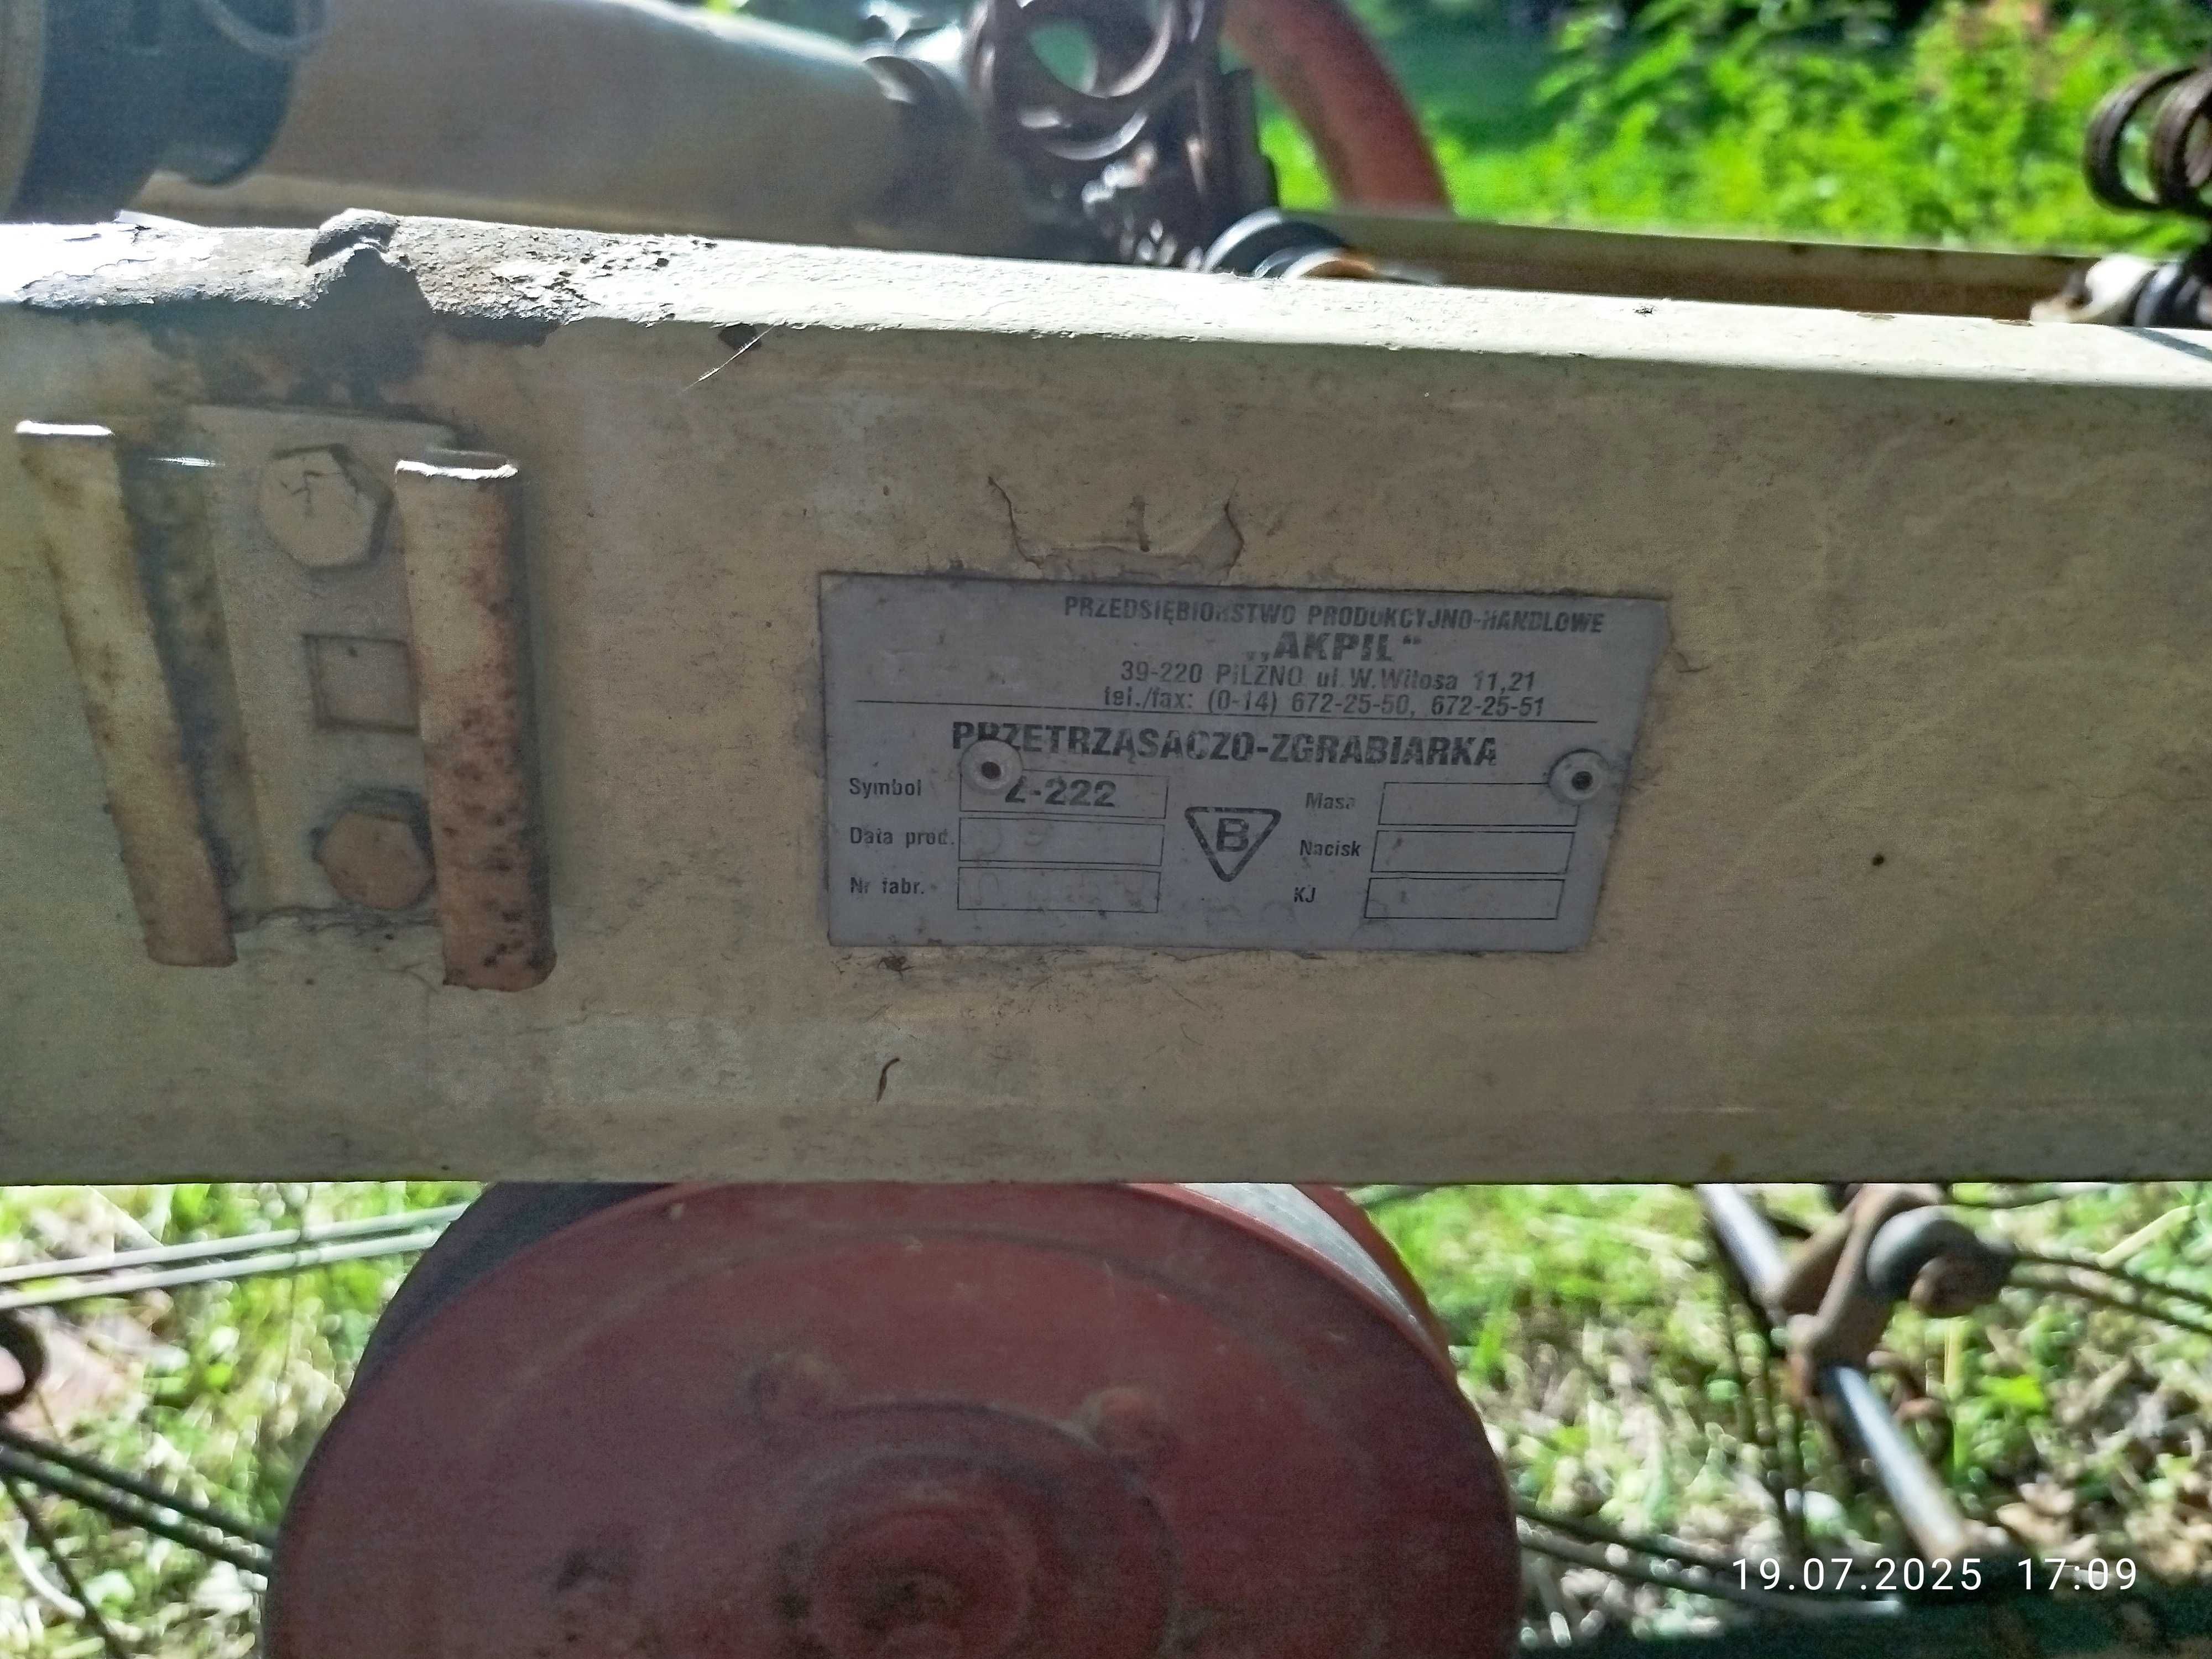 PRZEDSIĘBIORSTWO PRODUKCYJNO-HANDLOWE
„AKPIL“
39-220 PILZNO ul. W. Witosa 11,21
tel./fax: (0-14) 672-25-50, 672-25-51
PRZETRZĄSACZO-ZGRABIARKA
Symbol Z-222 Masa
Data prod. B Nacisk
Nr fabr. KJ
19.07.2025 17:09